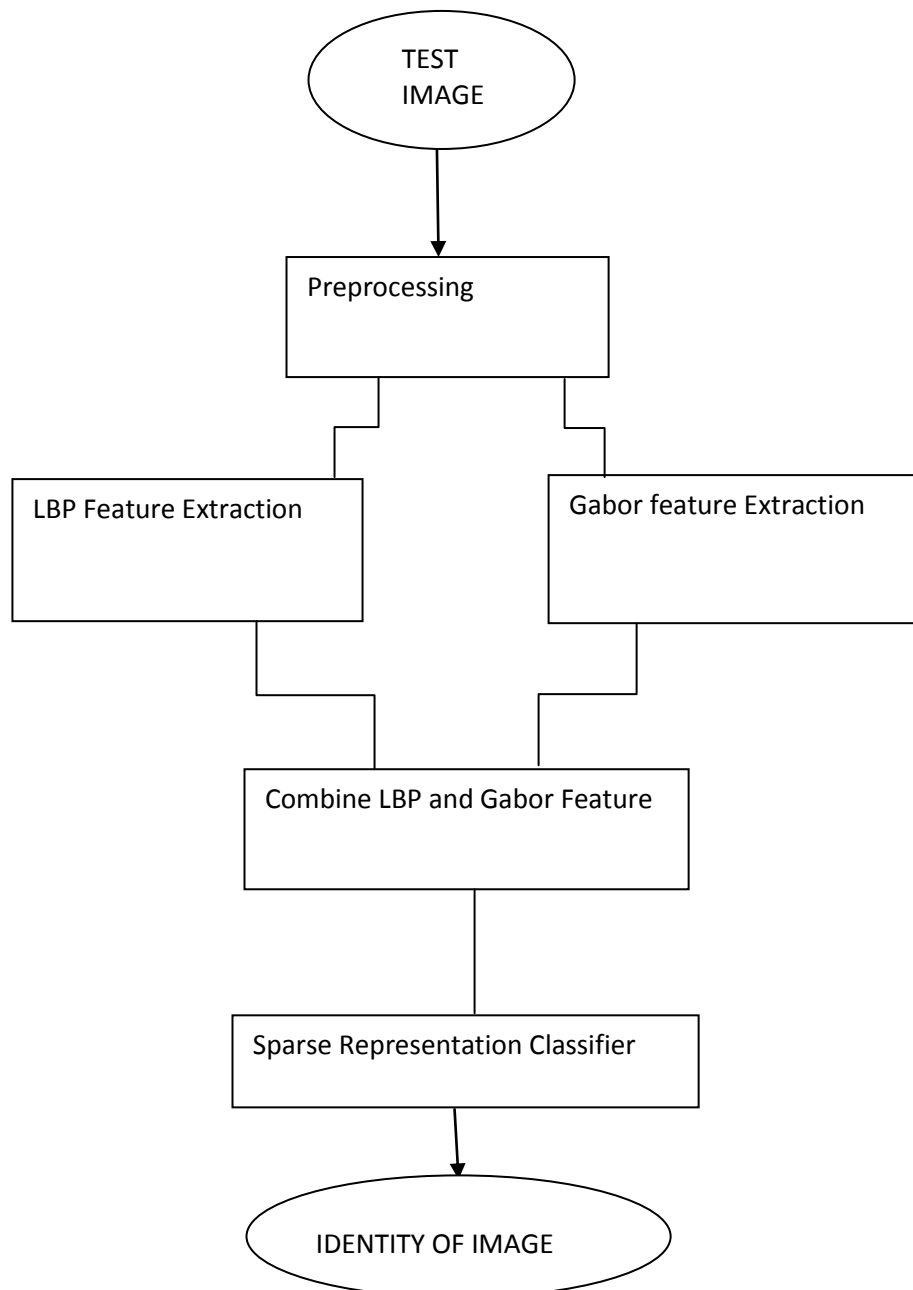 TEST
IMAGE
Preprocessing
LBP Feature Extraction
Gabor feature Extraction
Combine LBP and Gabor Feature
Sparse Representation Classifier
IDENTITY OF IMAGE